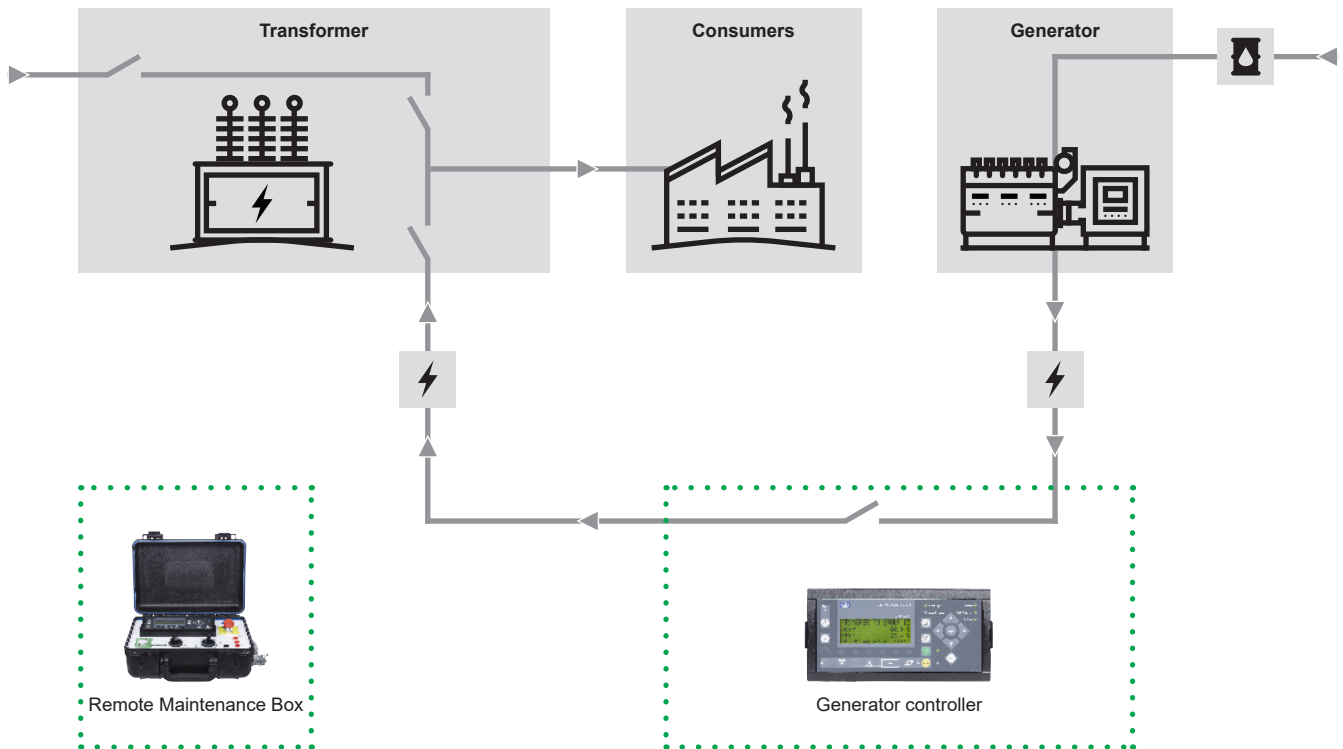 Transformer
Consumers
Generator
Remote Maintenance Box
Generator controller